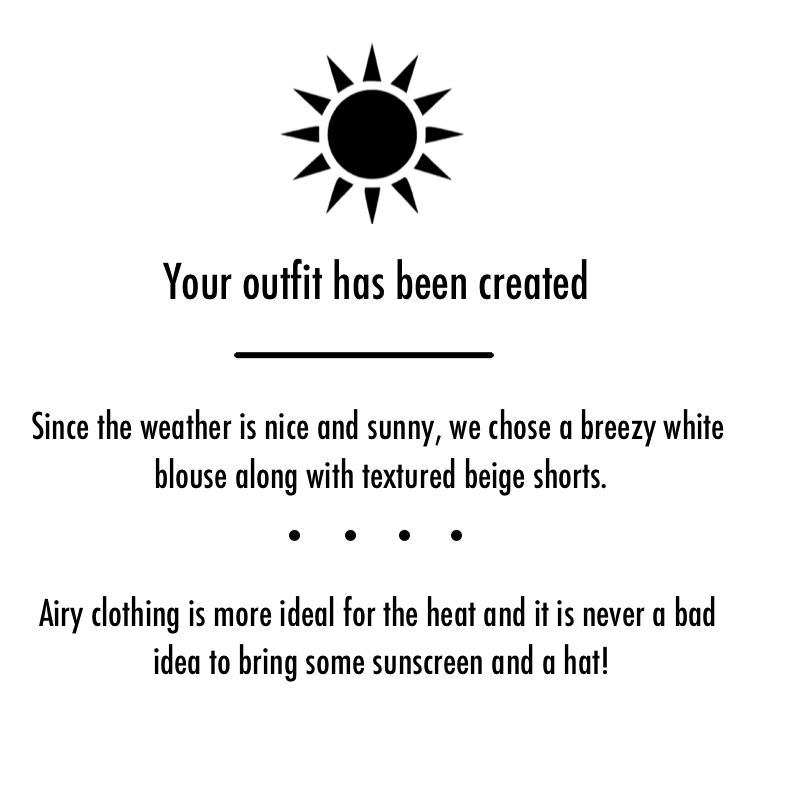 Your outfit has been created
Since the weather is nice and sunny, we chose a breezy white
blouse along with textured beige shorts.
Airy clothing is more ideal for the heat and it is never a bad
idea to bring some sunscreen and a hat!